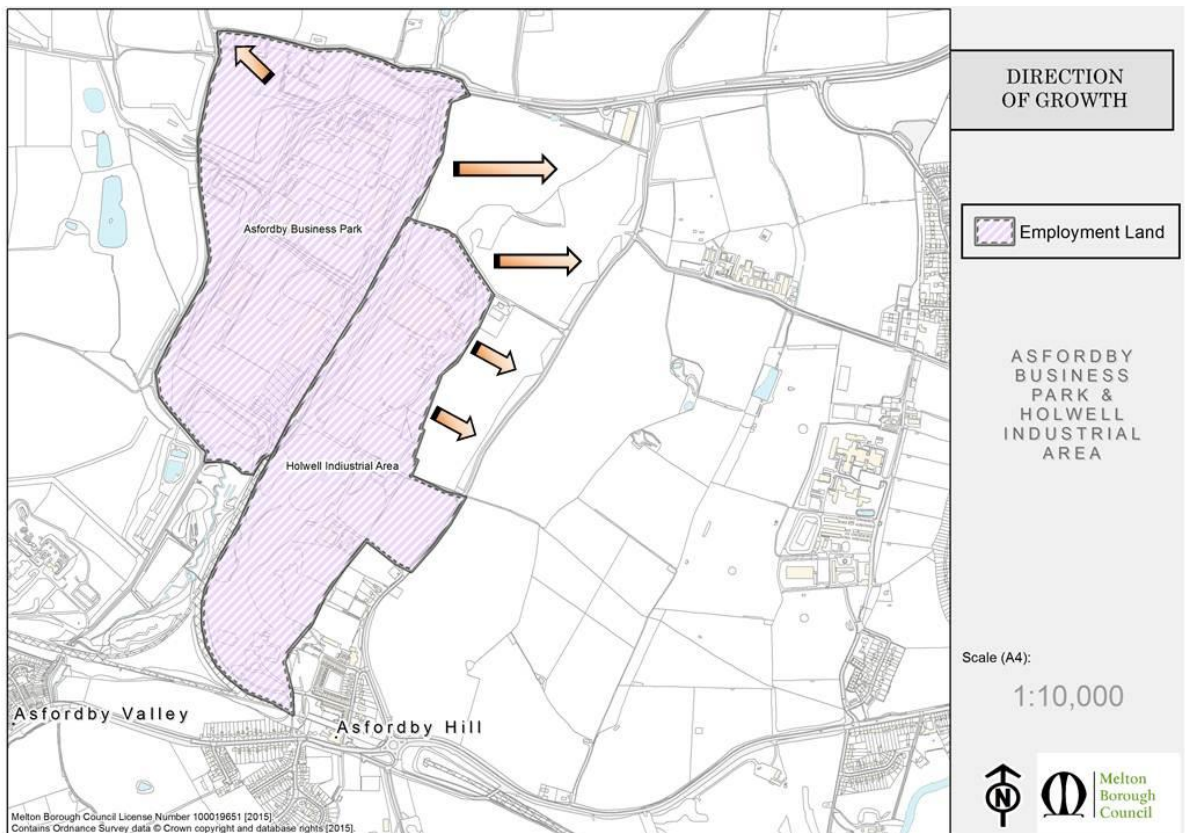 Asfordby Business Park
Holwell Indiustrial Area
Asfordby Valley
Asfordby Hill
Melton Borough Council License Number 100019651 [2015]
Contains Ordnance Survey data © Crown copyright and database rights [2015].
DIRECTION
OF GROWTH
Employment Land
ASFORDBY
BUSINESS
PARK &
HOLWELL
INDUSTRIAL
AREA
Scale (A4):
1:10,000
N
Melton
Borough
Council